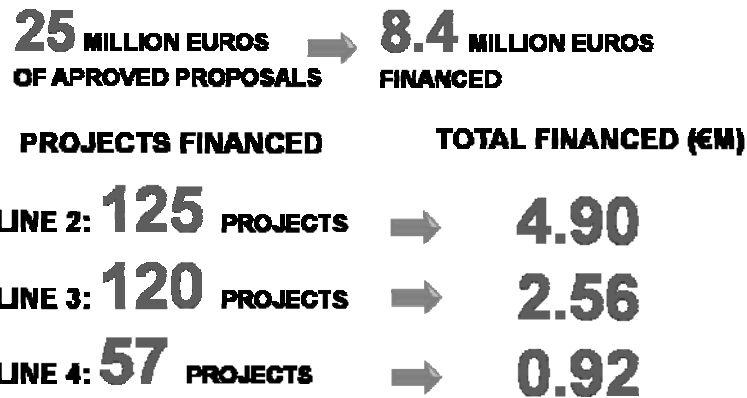 25 MILLION EUROS 8.4 MILLION EUROS
OF APROVED PROPOSALS FINANCED
PROJECTS FINANCED TOTAL FINANCED (€M)
LINE 2: 125 PROJECTS 4.90
LINE 3: 120 PROJECTS 2.56
LINE 4: 57 PROJECTS 0.92